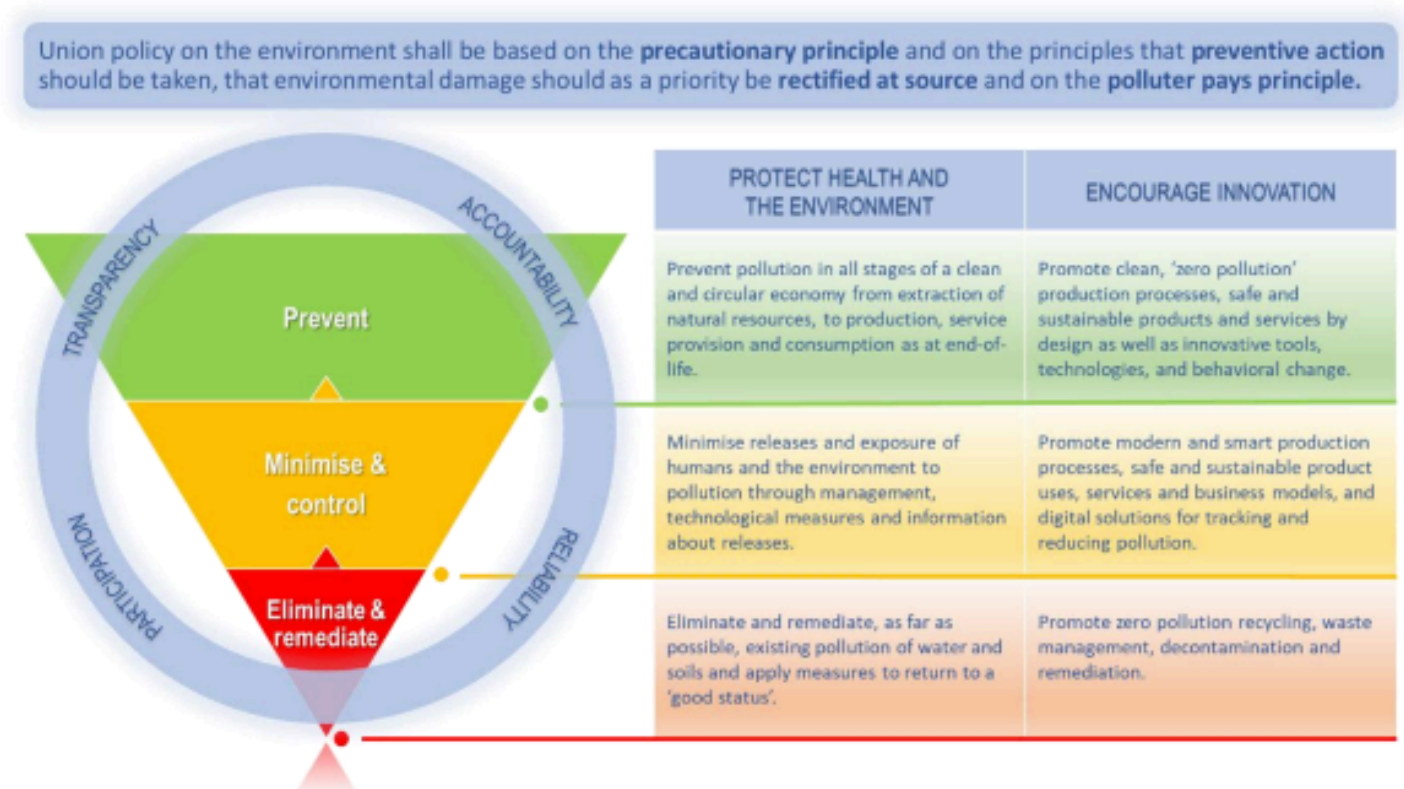 Union policy on the environment shall be based on the precautionary principle and on the principles that preventive action
should be taken, that environmental damage should as a priority be rectified at source and on the polluter pays principle.
TRANSPARENCY
ACCOUNTABILITY
PARTICIPATION
RELIABILITY
Prevent
Minimise &
control
Eliminate &
remediate
PROTECT HEALTH AND
THE ENVIRONMENT
ENCOURAGE INNOVATION
Prevent pollution in all stages of a clean
and circular economy from extraction of
natural resources, to production, service
provision and consumption as at end-of-
life.
Promote clean, ‘zero pollution’
production processes, safe and
sustainable products and services by
design as well as innovative tools,
technologies, and behavioral change.
Minimise releases and exposure of
humans and the environment to
pollution through management,
technological measures and information
about releases.
Promote modern and smart production
processes, safe and sustainable product
uses, services and business models, and
digital solutions for tracking and
reducing pollution.
Eliminate and remediate, as far as
possible, existing pollution of water and
soils and apply measures to return to a
‘good status’.
Promote zero pollution recycling, waste
management, decontamination and
remediation.